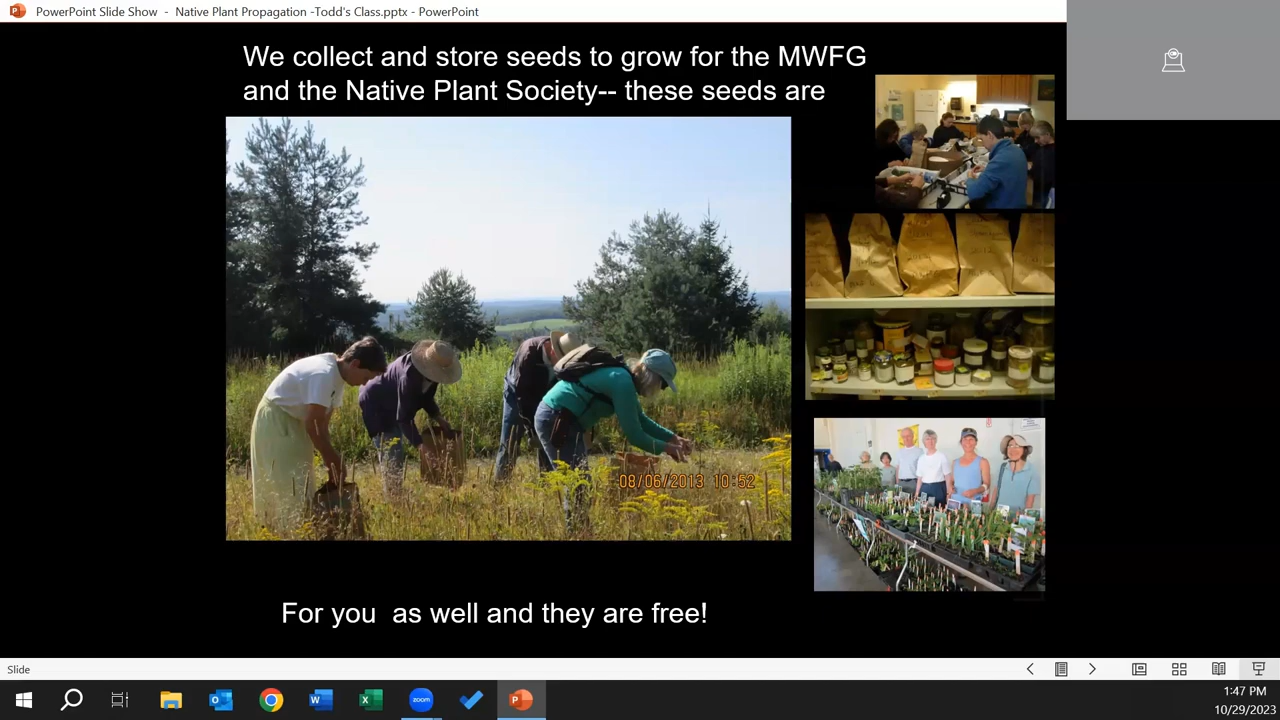 PowerPoint Slide Show - Native Plant Propagation -Todd's Class.pptx - PowerPoint
We collect and store seeds to grow for the MWFG
and the Native Plant Society-- these seeds are
08/06/2013 10:52
For you as well and they are free!
Slide
zoom
1:47 PM
10/29/2023